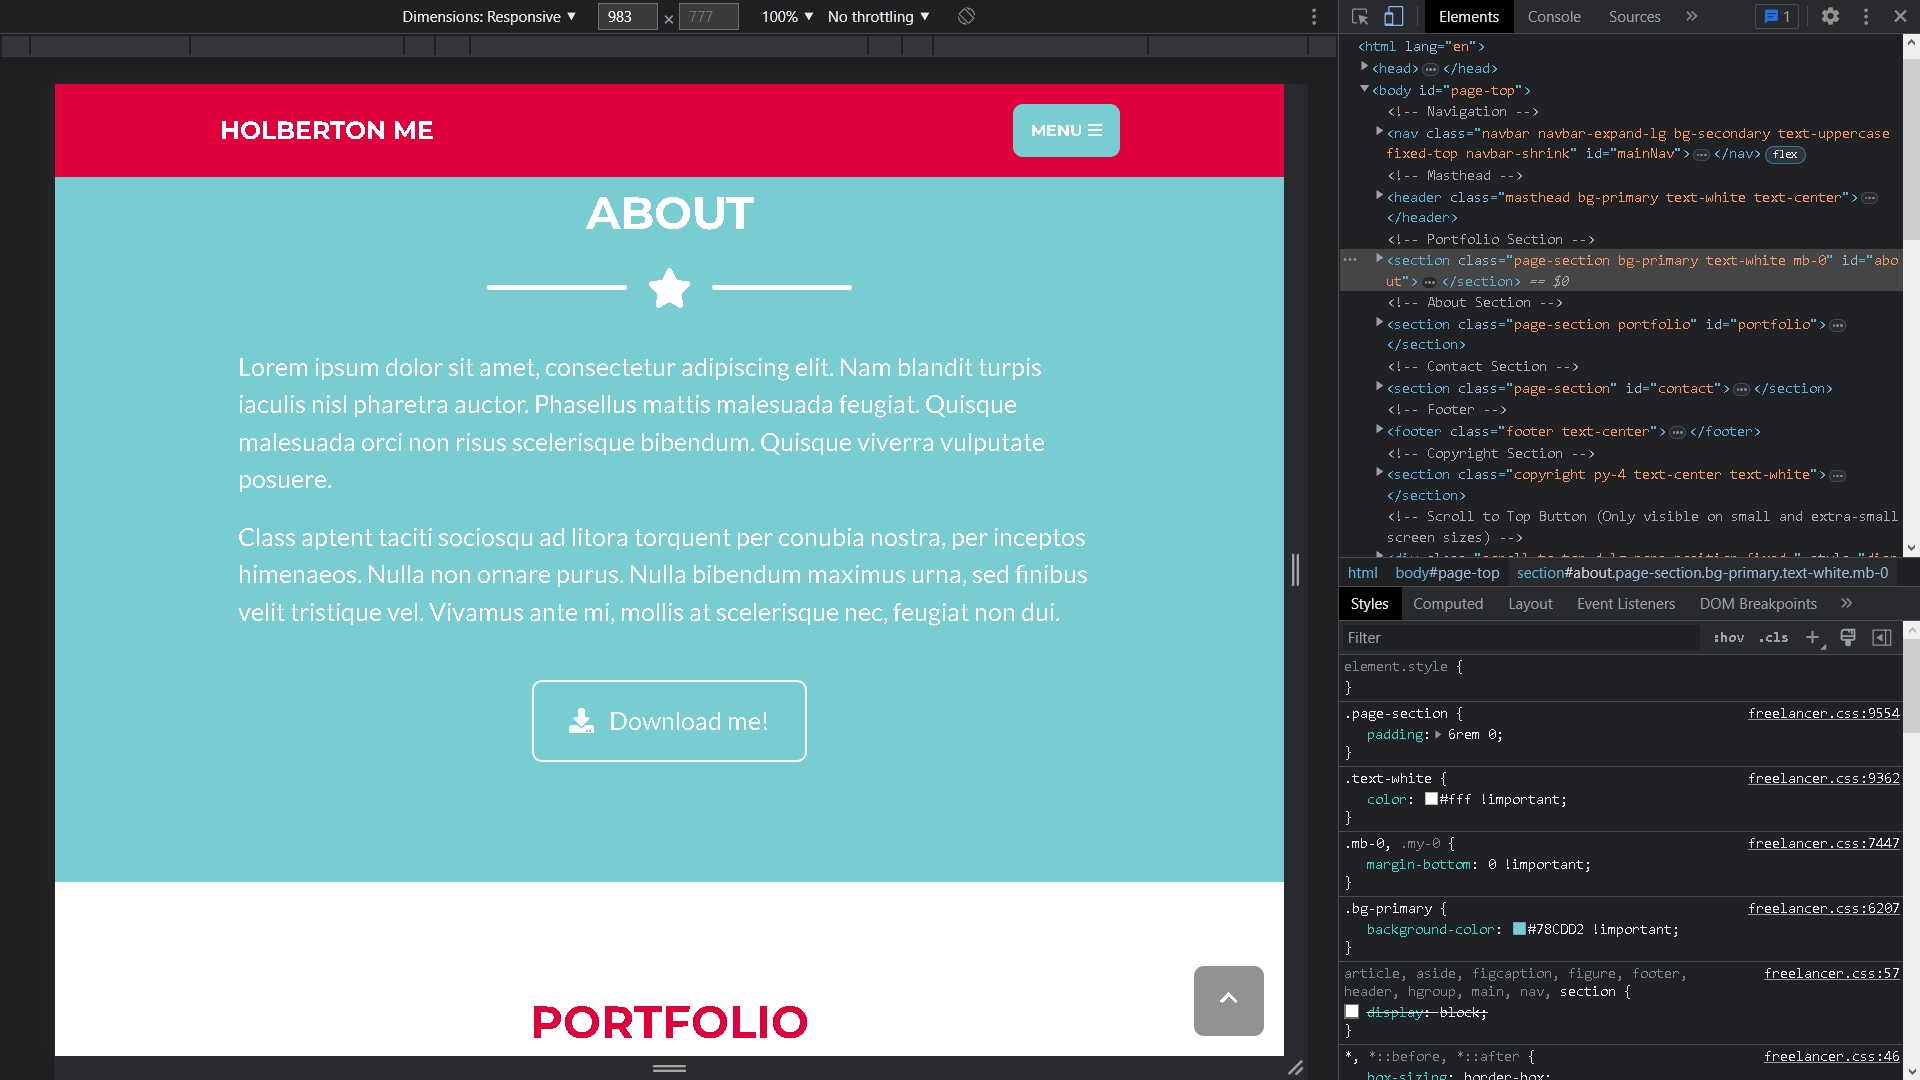 Dimensions: Responsive ▼ 983 × 777 100% ▼ No throttling ▼
HOLBERTON ME
MENU
ABOUT
Lorem ipsum dolor sit amet, consectetur adipiscing elit. Nam blandit turpis
iaculis nisl pharetra auctor. Phasellus mattis malesuada feugiat. Quisque
malesuada orci non risus scelerisque bibendum. Quisque viverra vulputate
posuere.
Class aptent taciti sociosqu ad litora torquent per conubia nostra, per inceptos
himenaeos. Nulla non ornare purus. Nulla bibendum maximus urna, sed finibus
velit tristique vel. Vivamus ante mi, mollis at scelerisque nec, feugiat non dui.
Download me!
PORTFOLIO
Elements Console Sources » 1
<html lang="en">
<head> … </head>
<body id="page-top">
<!-- Navigation -->
<nav class="navbar navbar-expand-lg bg-secondary text-uppercase
fixed-top navbar-shrink" id="mainNav"> … </nav> flex
<!-- Masthead -->
<header class="masthead bg-primary text-white text-center"> …
</header>
<!-- Portfolio Section -->
<section class="page-section bg-primary text-white mb-0" id="abo
ut"> … </section> == $0
<!-- About Section -->
<section class="page-section portfolio" id="portfolio"> …
</section>
<!-- Contact Section -->
<section class="page-section" id="contact"> … </section>
<!-- Footer -->
<footer class="footer text-center"> … </footer>
<!-- Copyright Section -->
<section class="copyright py-4 text-center text-white"> …
</section>
<!-- Scroll to Top Button (Only visible on small and extra-small
screen sizes) -->
html body#page-top section#about.page-section.bg-primary.text-white.mb-0
Styles Computed Layout Event Listeners DOM Breakpoints »
Filter :hov .cls +
element.style {
}
.page-section { freelancer.css:9554
padding: 6rem 0;
}
.text-white { freelancer.css:9362
color: #fff !important;
}
.mb-0, .my-0 { freelancer.css:7447
margin-bottom: 0 !important;
}
.bg-primary { freelancer.css:6207
background-color: #78CDD2 !important;
}
article, aside, figcaption, figure, footer, freelancer.css:57
header, hgroup, main, nav, section {
display: block;
}
*, *::before, *::after { freelancer.css:46
box-sizing: border-box;